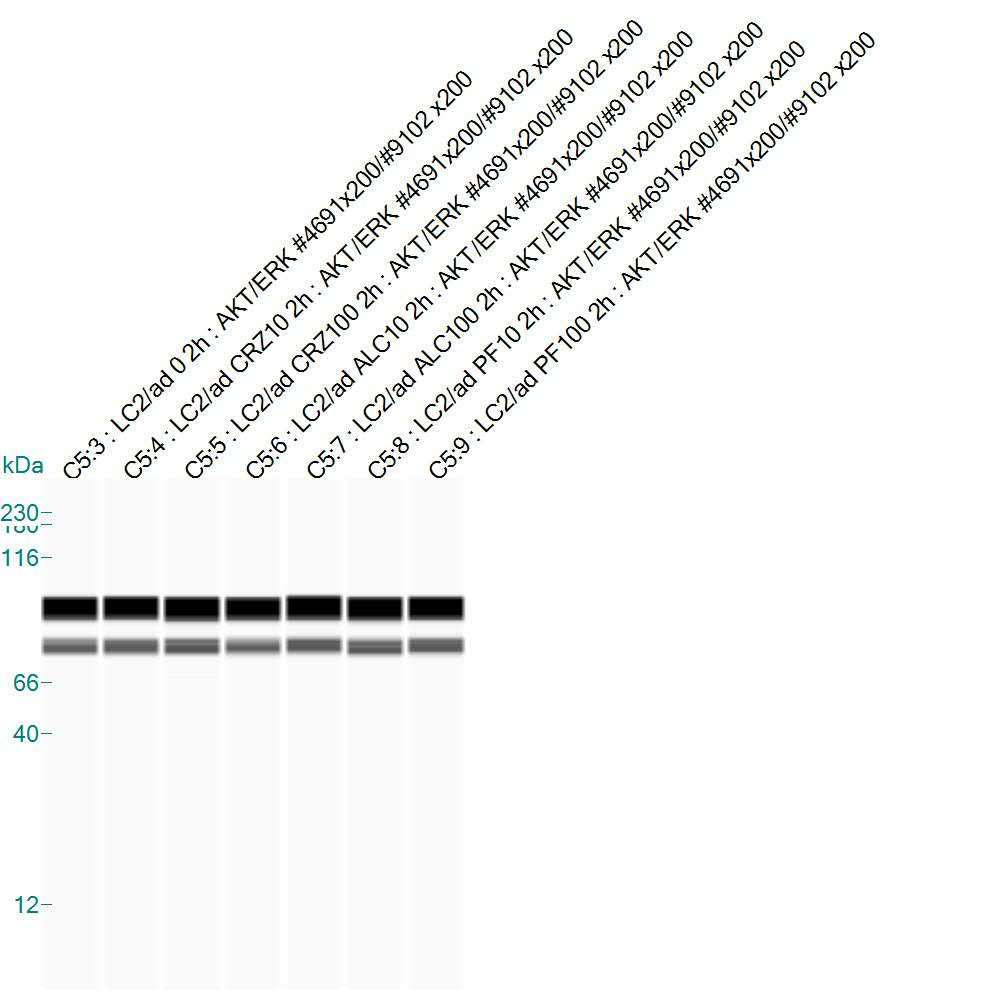 C5:3 : LC2/ad 0 2h : AKT/ERK #4691x200/#9102 x200
C5:4 : LC2/ad CRZ10 2h : AKT/ERK #4691x200/#9102 x200
C5:5 : LC2/ad CRZ100 2h : AKT/ERK #4691x200/#9102 x200
C5:6 : LC2/ad ALC10 2h : AKT/ERK #4691x200/#9102 x200
C5:7 : LC2/ad ALC100 2h : AKT/ERK #4691x200/#9102 x200
C5:8 : LC2/ad PF10 2h : AKT/ERK #4691x200/#9102 x200
C5:9 : LC2/ad PF100 2h : AKT/ERK #4691x200/#9102 x200
kDa
230
180
116
66
40
12